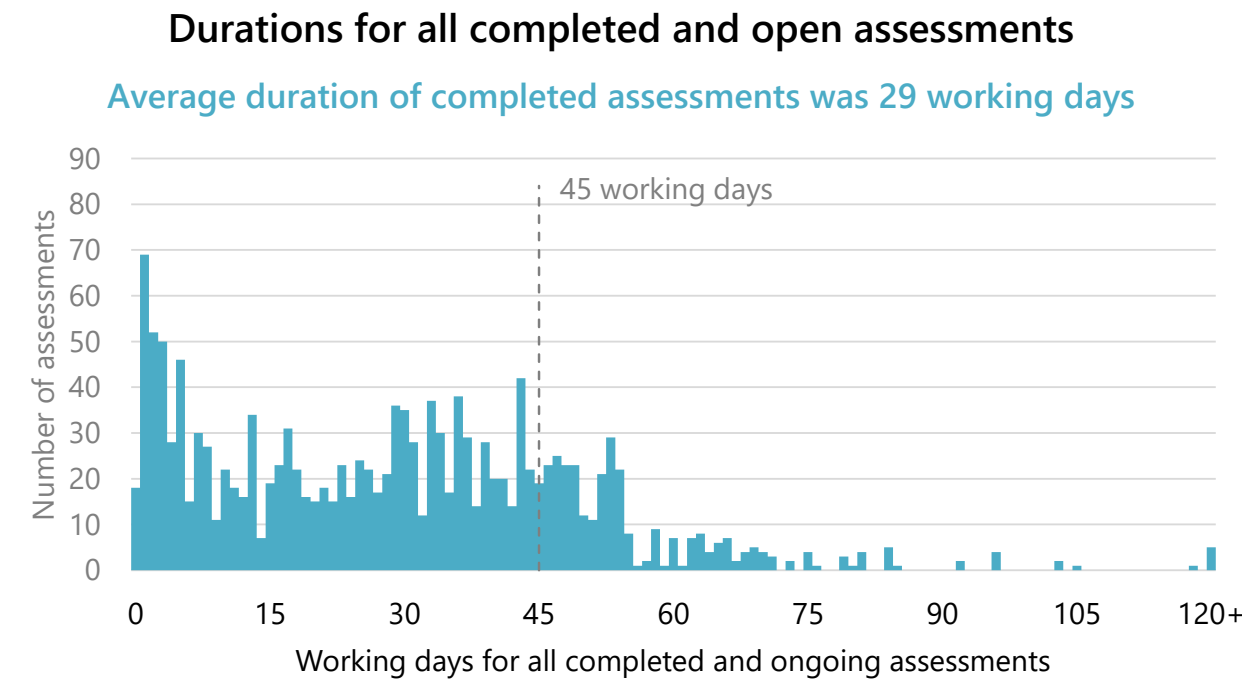 Durations for all completed and open assessments
Average duration of completed assessments was 29 working days
90
45 working days
80
70
60
50
40
30
20
10
0
Number of assessments
0 15 30 45 60 75 90 105 120+
Working days for all completed and ongoing assessments